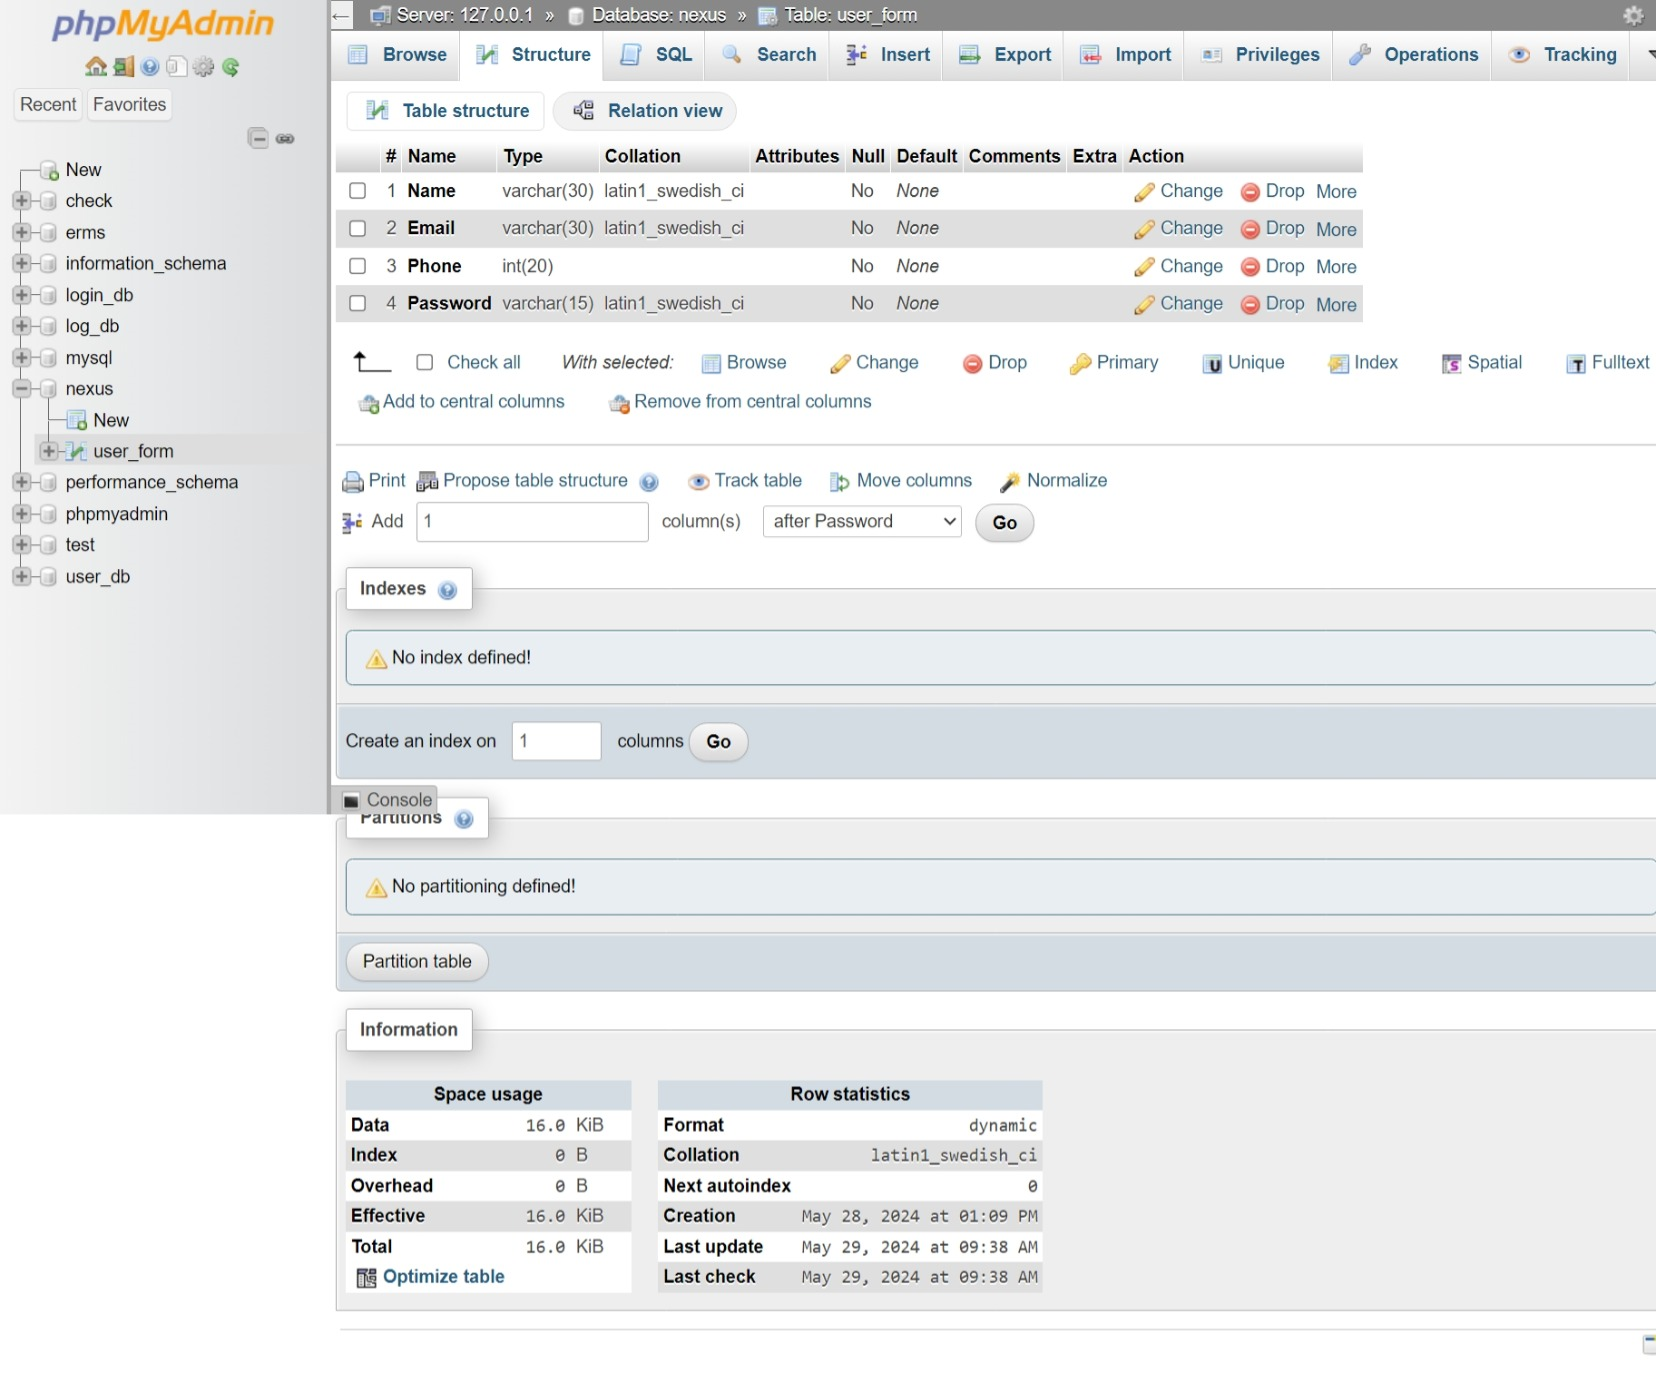 phpMyAdmin
Recent Favorites
New
check
erms
information_schema
login_db
log_db
mysql
nexus
New
user_form
performance_schema
phpmyadmin
test
user_db
Server: 127.0.0.1 » Database: nexus » Table: user_form
Browse Structure SQL Search Insert Export Import Privileges Operations Tracking
Table structure Relation view
# Name Type Collation Attributes Null Default Comments Extra Action
1 Name varchar(30) latin1_swedish_ci No None Change Drop More
2 Email varchar(30) latin1_swedish_ci No None Change Drop More
3 Phone int(20) No None Change Drop More
4 Password varchar(15) latin1_swedish_ci No None Change Drop More
Check all With selected: Browse Change Drop Primary Unique Index Spatial Fulltext
Add to central columns Remove from central columns
Print Propose table structure Track table Move columns Normalize
Add 1 column(s) after Password Go
Indexes
No index defined!
Create an index on 1 columns Go
Console
Partitions
No partitioning defined!
Partition table
Information
Space usage
Data 16.0 KiB
Index 0 B
Overhead 0 B
Effective 16.0 KiB
Total 16.0 KiB
Optimize table
Row statistics
Format dynamic
Collation latin1_swedish_ci
Next autoindex 0
Creation May 28, 2024 at 01:09 PM
Last update May 29, 2024 at 09:38 AM
Last check May 29, 2024 at 09:38 AM